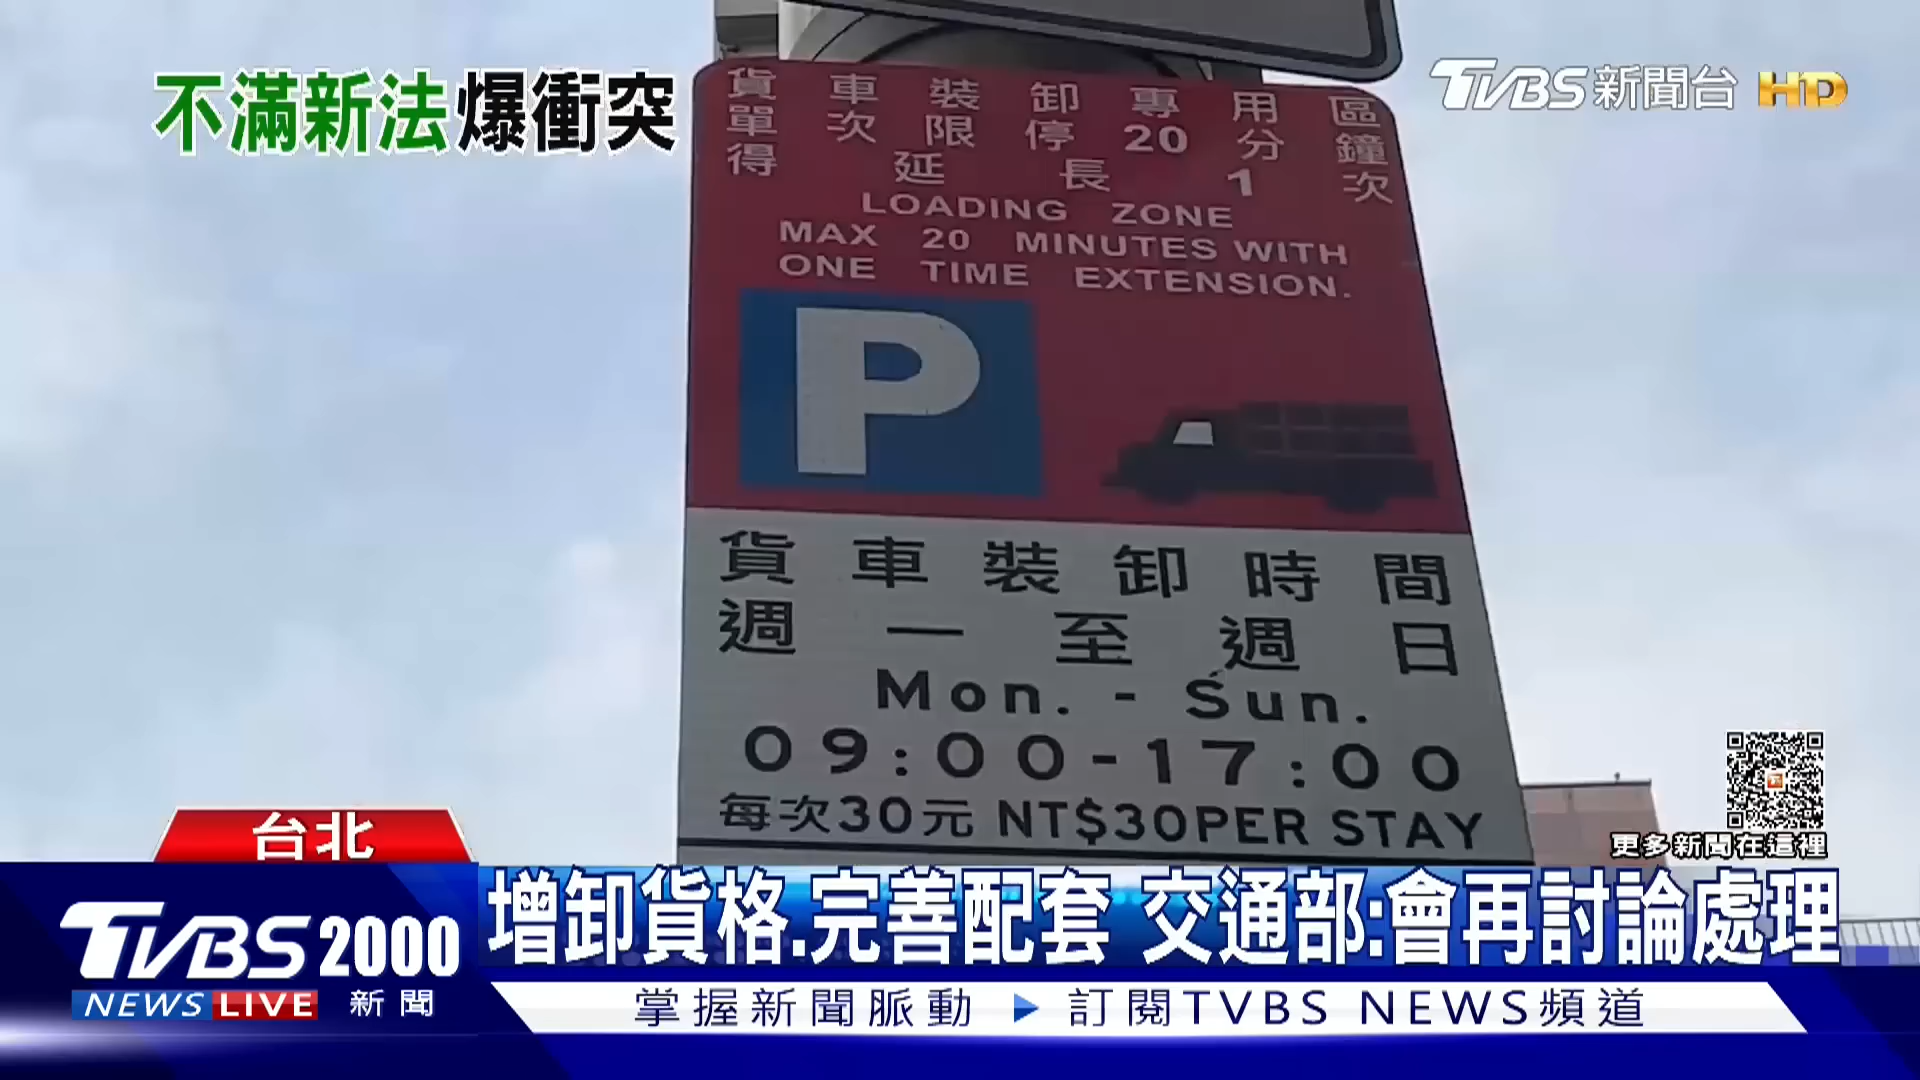 不滿新法爆衝突
TVBS新聞台 HD
貨車裝卸專用區
單次限停20分鐘
得延長1次
LOADING ZONE
MAX 20 MINUTES WITH
ONE TIME EXTENSION.
P
貨車裝卸時間
週一至週日
Mon. - Sun.
09:00-17:00
每次30元 NT$30PER STAY
更多新聞在這裡
台北
增卸貨格.完善配套 交通部:會再討論處理
TVBS 2000
NEWS LIVE 新聞
掌握新聞脈動 ▶ 訂閱TVBS NEWS頻道